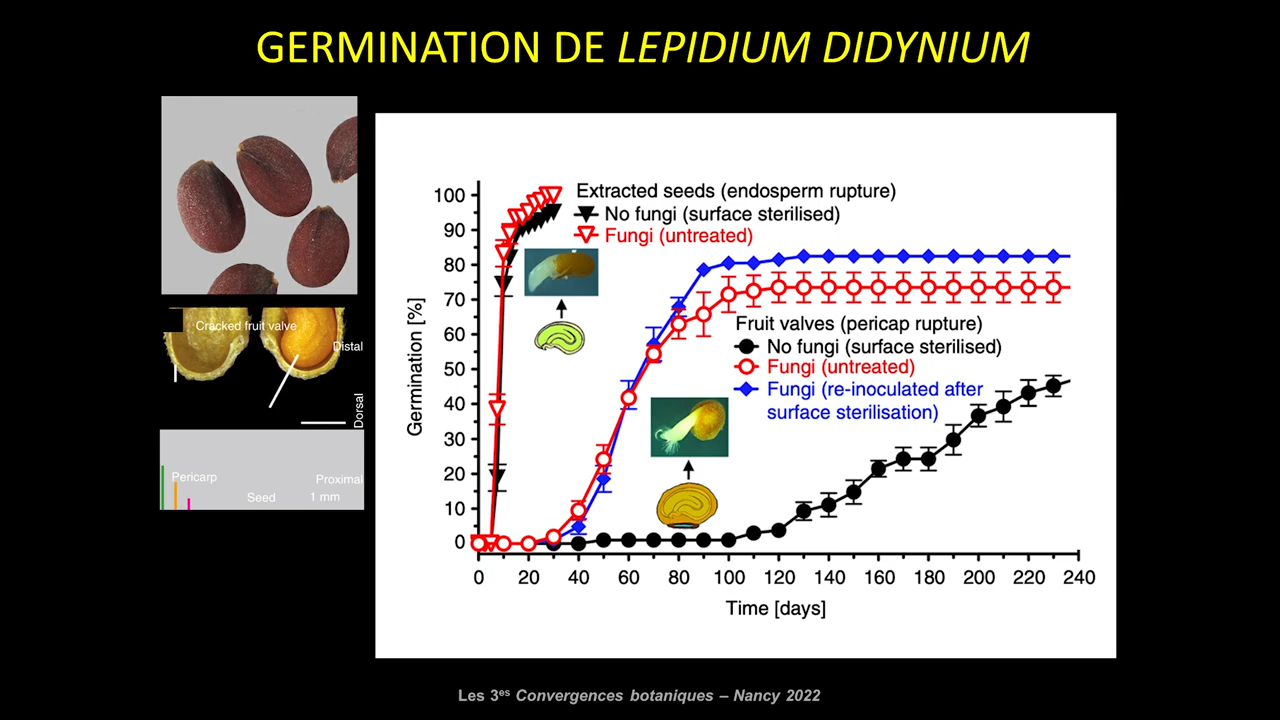 GERMINATION DE LEPIDIUM DIDYNIUM
Cracked fruit valve
Distal
Dorsal
Pericarp
Proximal
Seed
1 mm
Germination [%]
100
90
80
70
60
50
40
30
20
10
0
Extracted seeds (endosperm rupture)
No fungi (surface sterilised)
Fungi (untreated)
Fruit valves (pericap rupture)
No fungi (surface sterilised)
Fungi (untreated)
Fungi (re-inoculated after
surface sterilisation)
0 20 40 60 80 100 120 140 160 180 200 220 240
Time [days]
Les 3es Convergences botaniques – Nancy 2022